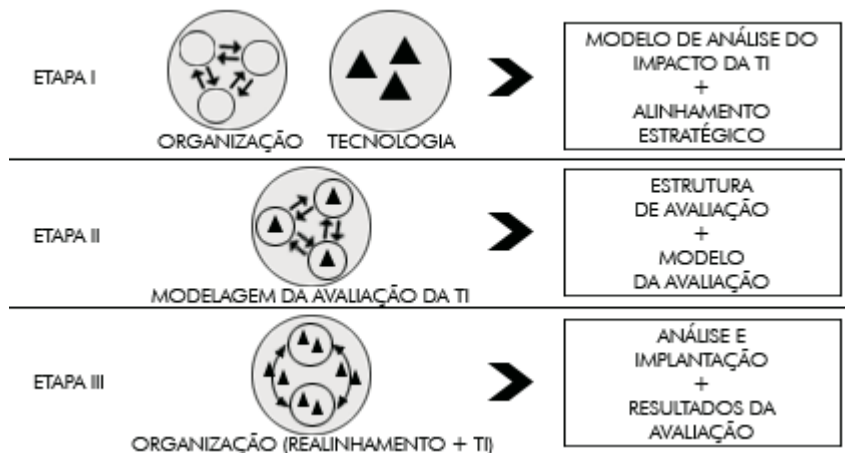 ETAPA I
ORGANIZAÇÃO
TECNOLOGIA
MODELO DE ANÁLISE DO
IMPACTO DA TI
+
ALINHAMENTO
ESTRATÉGICO
ETAPA II
MODELAGEM DA AVALIAÇÃO DA TI
ESTRUTURA
DE AVALIAÇÃO
+
MODELO
DA AVALIAÇÃO
ETAPA III
ORGANIZAÇÃO (REALINHAMENTO + TI)
ANÁLISE E
IMPLANTAÇÃO
+
RESULTADOS DA
AVALIAÇÃO